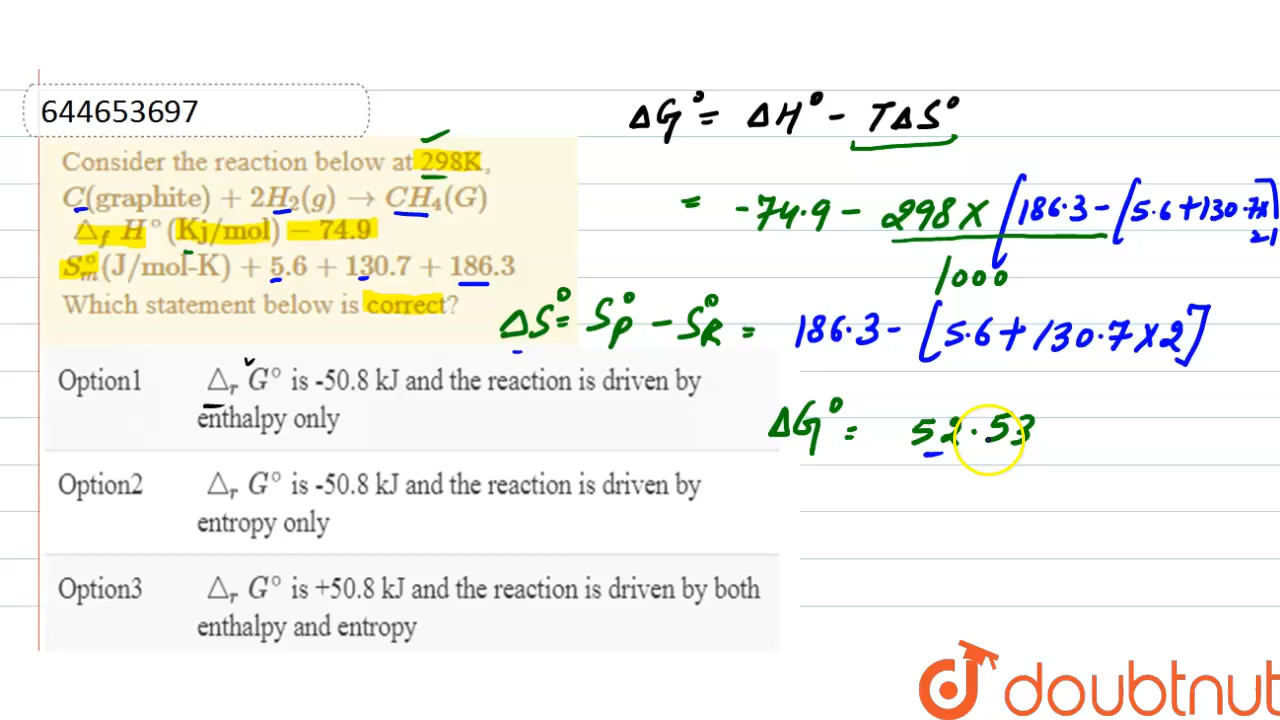 644653697
Consider the reaction below at 298K,
C(graphite) + 2H₂(g) → CH₄(G)
△f H° (Kj/mol) − 74.9
S°m (J/mol-K) + 5.6 + 130.7 + 186.3
Which statement below is correct?
Option1 △r G° is -50.8 kJ and the reaction is driven by
enthalpy only
Option2 △r G° is -50.8 kJ and the reaction is driven by
entropy only
Option3 △r G° is +50.8 kJ and the reaction is driven by both
enthalpy and entropy
ΔG° = ΔH° - TΔS°
= -74.9 - 298 × [186.3 - [5.6 + 130.7 ×
2]
1000
ΔS° = S°P - S°R = 186.3 - [5.6 + 130.7 × 2]
ΔG° = 52.53
doubtnut